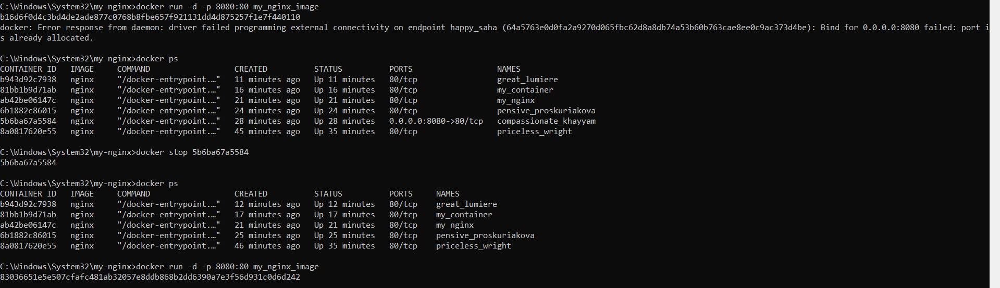 C:\Windows\System32\my-nginx>docker run -d -p 8080:80 my_nginx_image
b16d6f0d4c3bd4de2ade877c0768b8fbe657f921131dd4d875257f1e7f440110
docker: Error response from daemon: driver failed programming external connectivity on endpoint happy_saha (64a5763e0d0fa2a9270d065fbc62d8a8db74a53b60b763cae8ee0c9ac373d4be): Bind for 0.0.0.0:8080 failed: port i
s already allocated.
C:\Windows\System32\my-nginx>docker ps
CONTAINER ID   IMAGE     COMMAND                  CREATED          STATUS          PORTS                  NAMES
b943d92c7938   nginx     "/docker-entrypoint.…"   11 minutes ago   Up 11 minutes   80/tcp                 great_lumiere
81bb1b9d71ab   nginx     "/docker-entrypoint.…"   16 minutes ago   Up 16 minutes   80/tcp                 my_container
ab42be06147c   nginx     "/docker-entrypoint.…"   21 minutes ago   Up 21 minutes   80/tcp                 my_nginx
6b1882c86015   nginx     "/docker-entrypoint.…"   24 minutes ago   Up 24 minutes   80/tcp                 pensive_proskuriakova
5b6ba67a5584   nginx     "/docker-entrypoint.…"   28 minutes ago   Up 28 minutes   0.0.0.0:8080->80/tcp   compassionate_khayyam
8a0817620e55   nginx     "/docker-entrypoint.…"   45 minutes ago   Up 35 minutes   80/tcp                 priceless_wright
C:\Windows\System32\my-nginx>docker stop 5b6ba67a5584
5b6ba67a5584
C:\Windows\System32\my-nginx>docker ps
CONTAINER ID   IMAGE     COMMAND                  CREATED          STATUS          PORTS     NAMES
b943d92c7938   nginx     "/docker-entrypoint.…"   12 minutes ago   Up 12 minutes   80/tcp    great_lumiere
81bb1b9d71ab   nginx     "/docker-entrypoint.…"   17 minutes ago   Up 17 minutes   80/tcp    my_container
ab42be06147c   nginx     "/docker-entrypoint.…"   21 minutes ago   Up 21 minutes   80/tcp    my_nginx
6b1882c86015   nginx     "/docker-entrypoint.…"   25 minutes ago   Up 25 minutes   80/tcp    pensive_proskuriakova
8a0817620e55   nginx     "/docker-entrypoint.…"   46 minutes ago   Up 35 minutes   80/tcp    priceless_wright
C:\Windows\System32\my-nginx>docker run -d -p 8080:80 my_nginx_image
83036651e5e507cfafc481ab32057e8ddb868b2dd6390a7e3f56d931c0d6d242